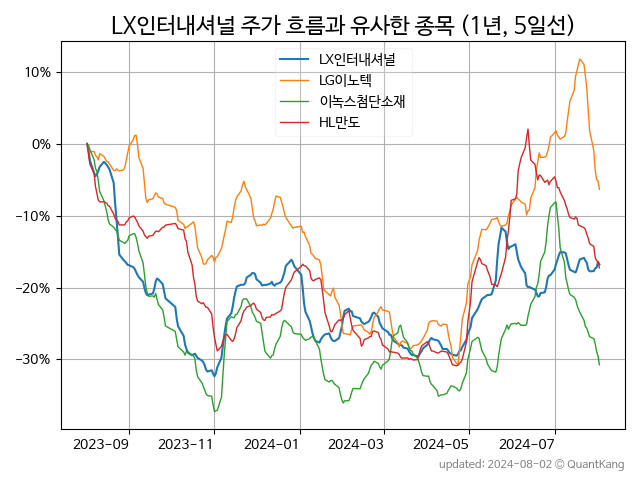 LX인터내셔널 주가 흐름과 유사한 종목 (1년, 5일선)
LX인터내셔널
LG이노텍
이녹스첨단소재
HL만도
10%
0%
−10%
−20%
−30%
2023-09
2023-11
2024-01
2024-03
2024-05
2024-07
updated: 2024-08-02 © QuantKang